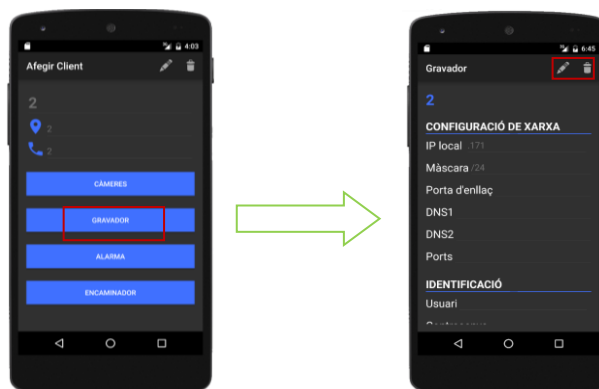 4:03
Afegir Client
2
2
2
CÀMERES
GRAVADOR
ALARMA
ENCAMINADOR
6:45
Gravador
2
CONFIGURACIÓ DE XARXA
IP local .171
Màscara /24
Porta d'enllaç
DNS1
DNS2
Ports
IDENTIFICACIÓ
Usuari